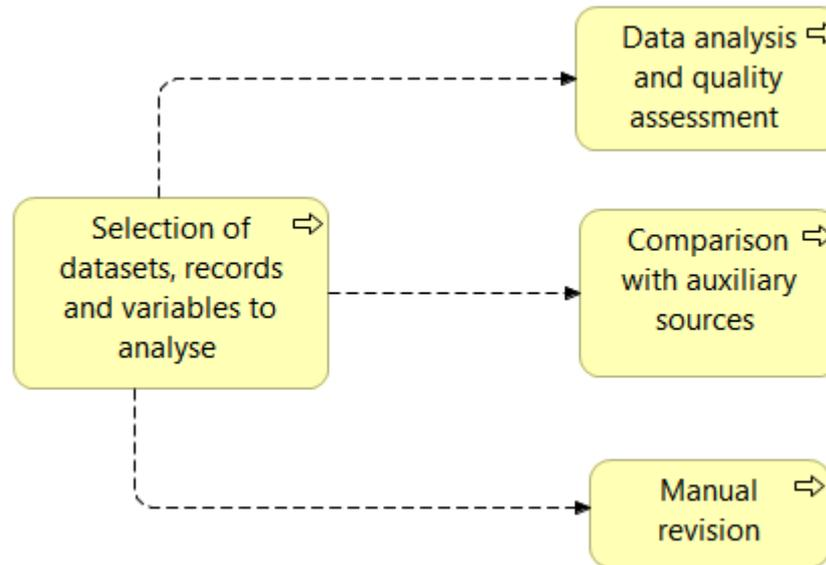 Data analysis
and quality
assessment
Selection of
datasets, records
and variables to
analyse
Comparison
with auxiliary
sources
Manual
revision